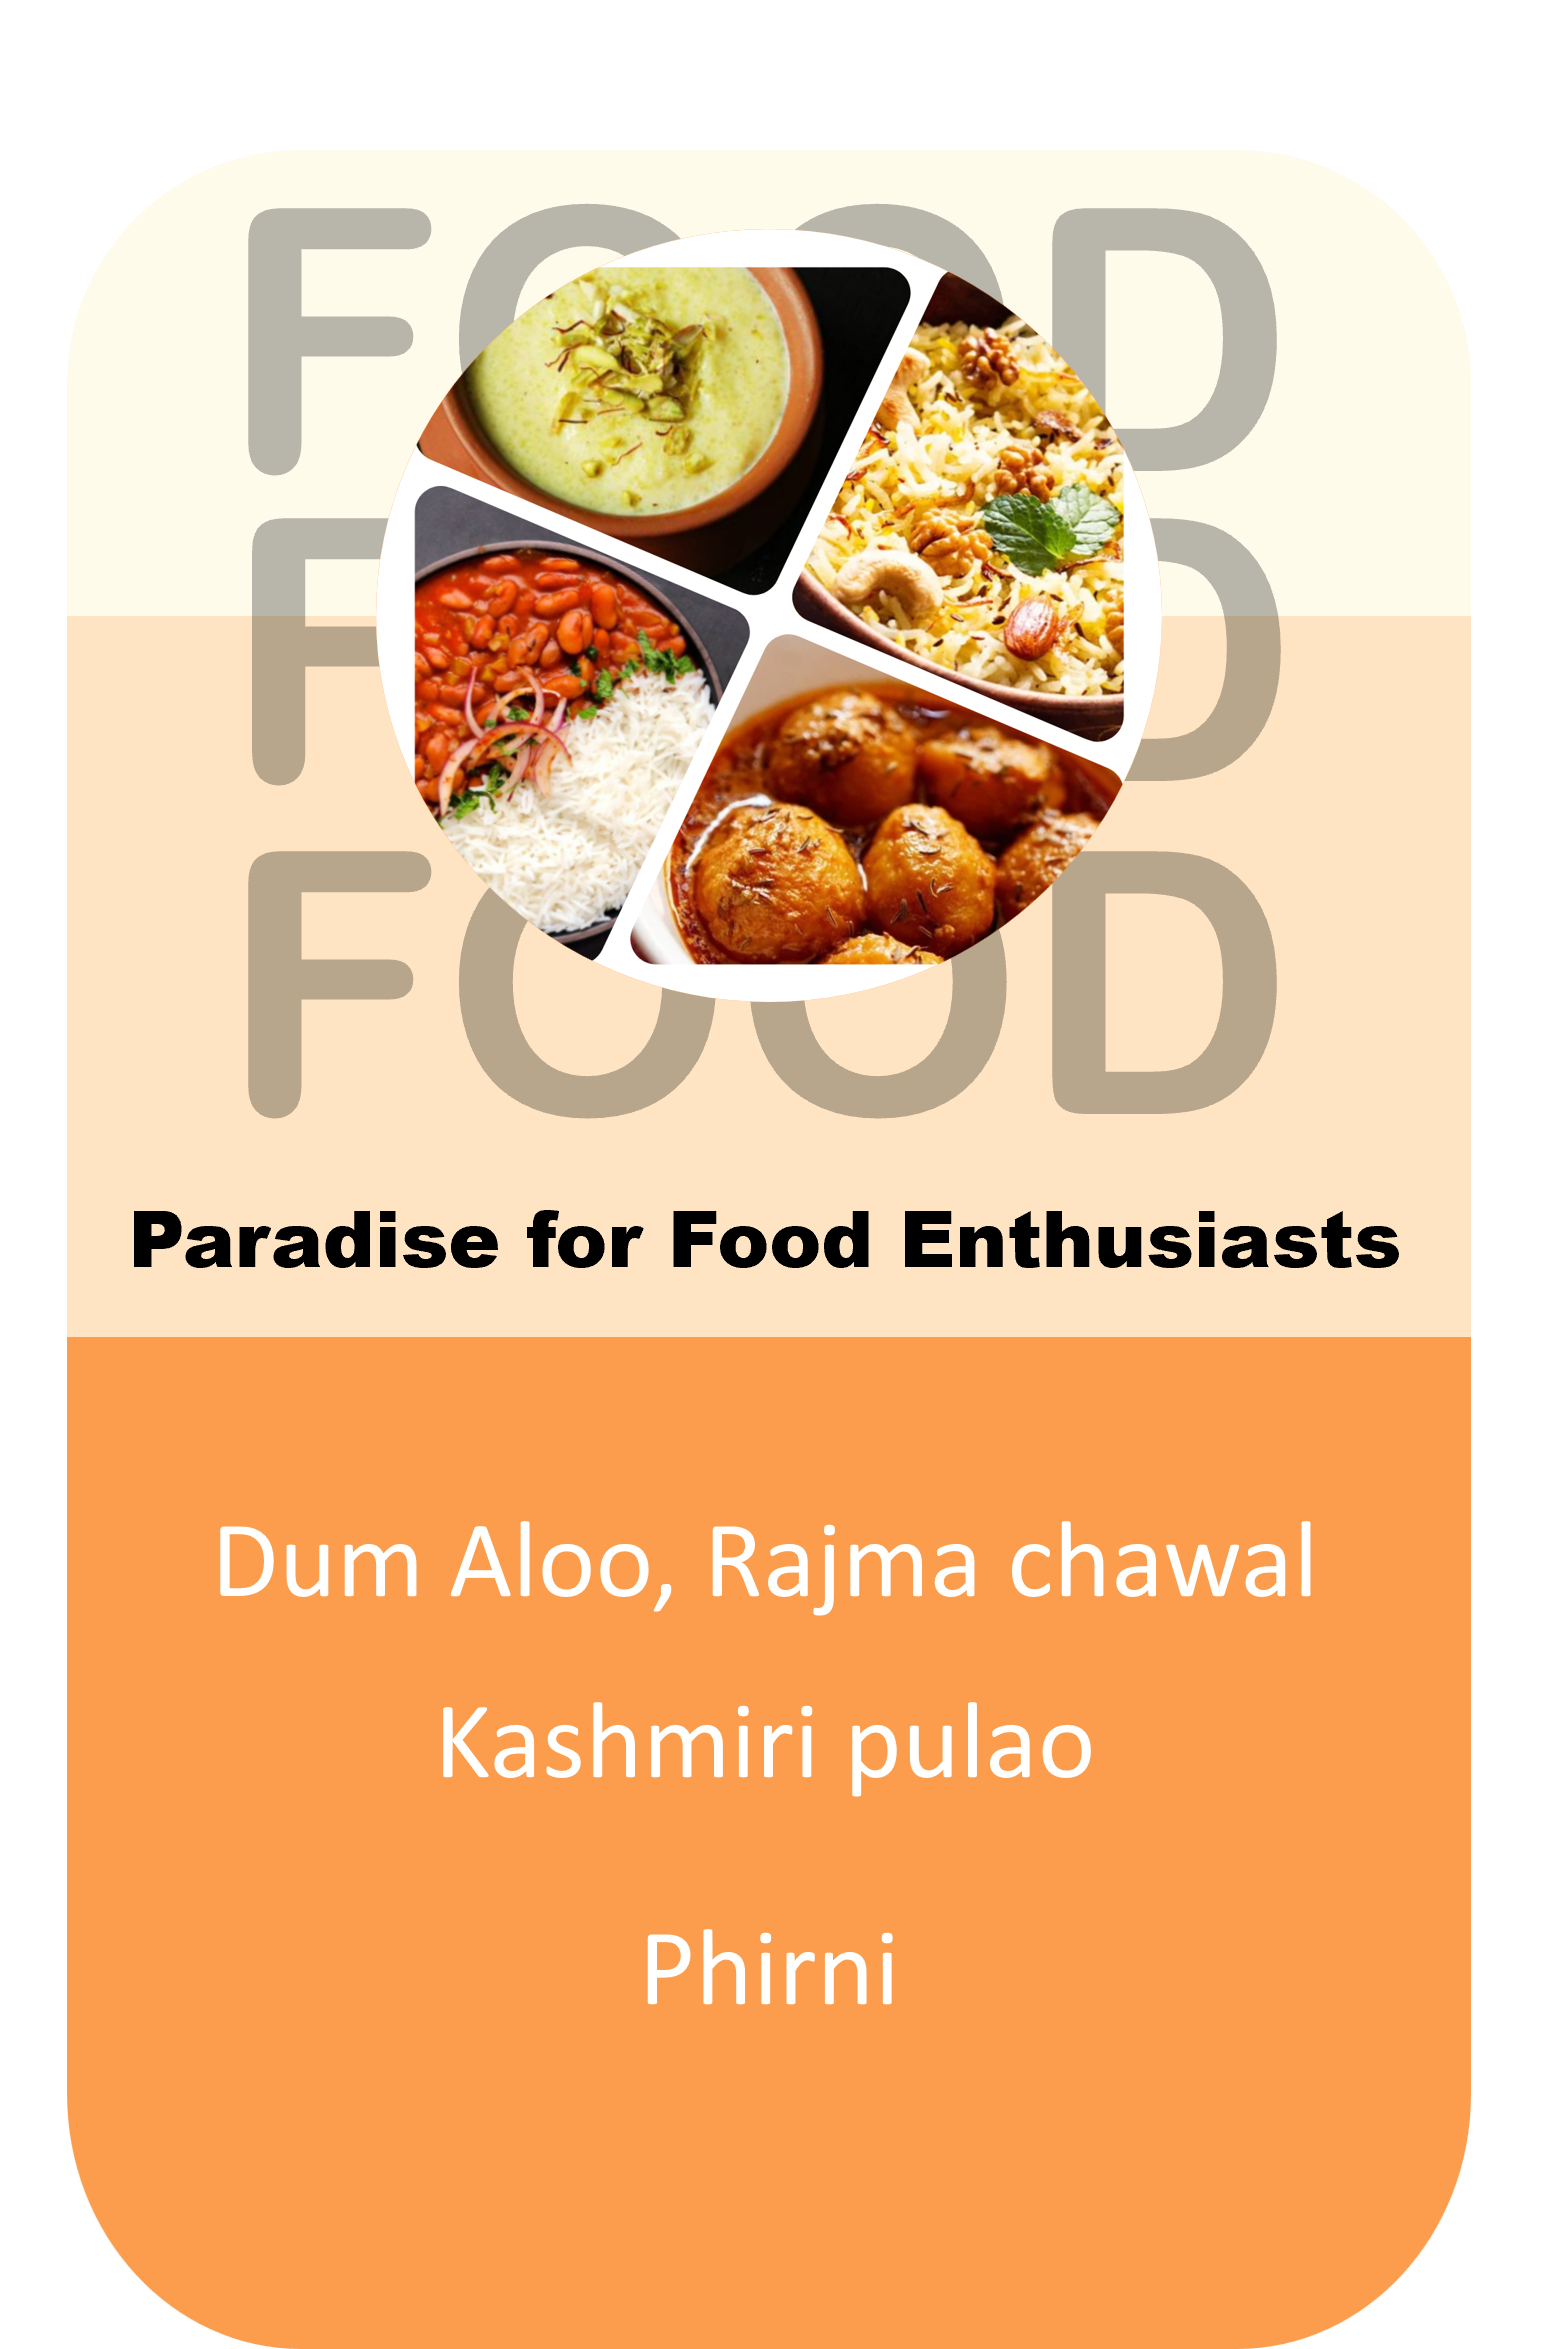 FOOD
FOOD
FOOD
Paradise for Food Enthusiasts
Dum Aloo, Rajma chawal
Kashmiri pulao
Phirni